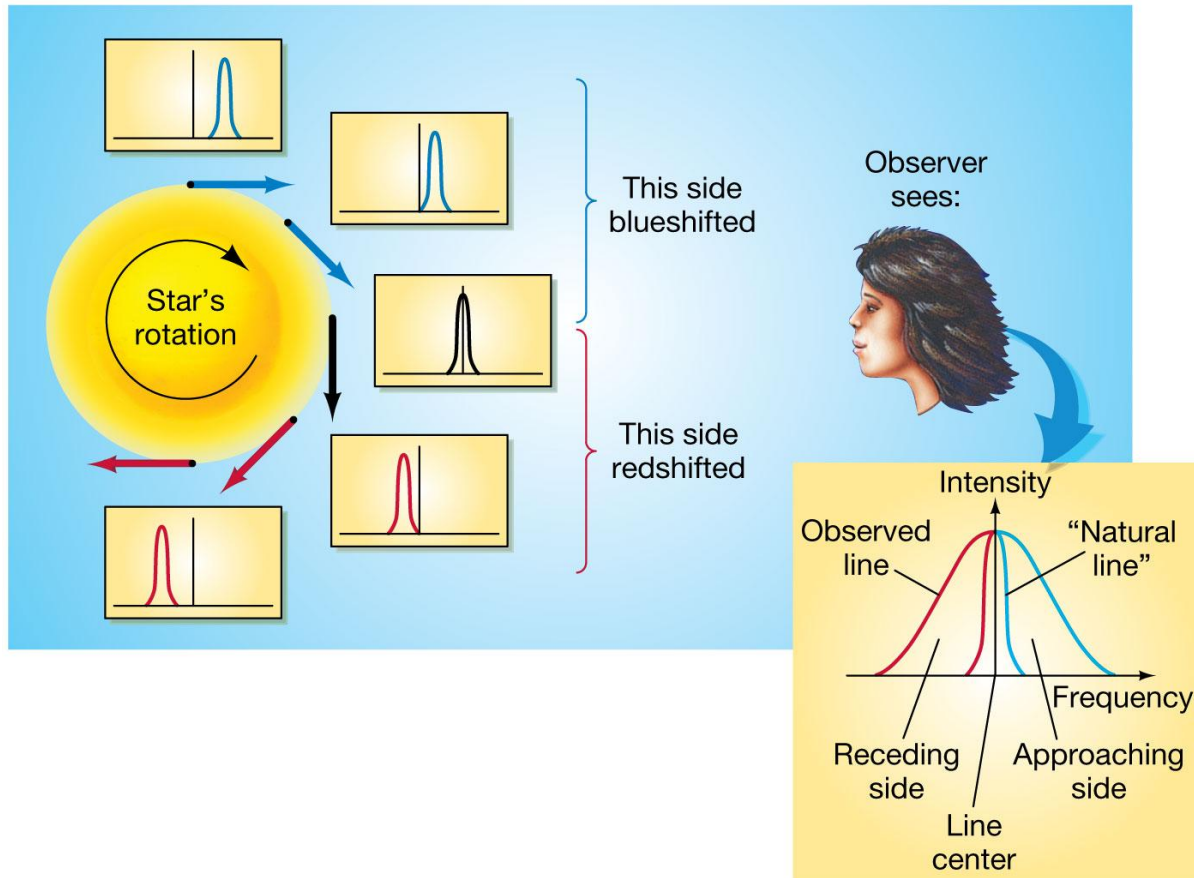 Star's
rotation
This side
blueshifted
This side
redshifted
Observer
sees:
Intensity
Observed
line
“Natural
line”
Frequency
Receding
side
Approaching
side
Line
center